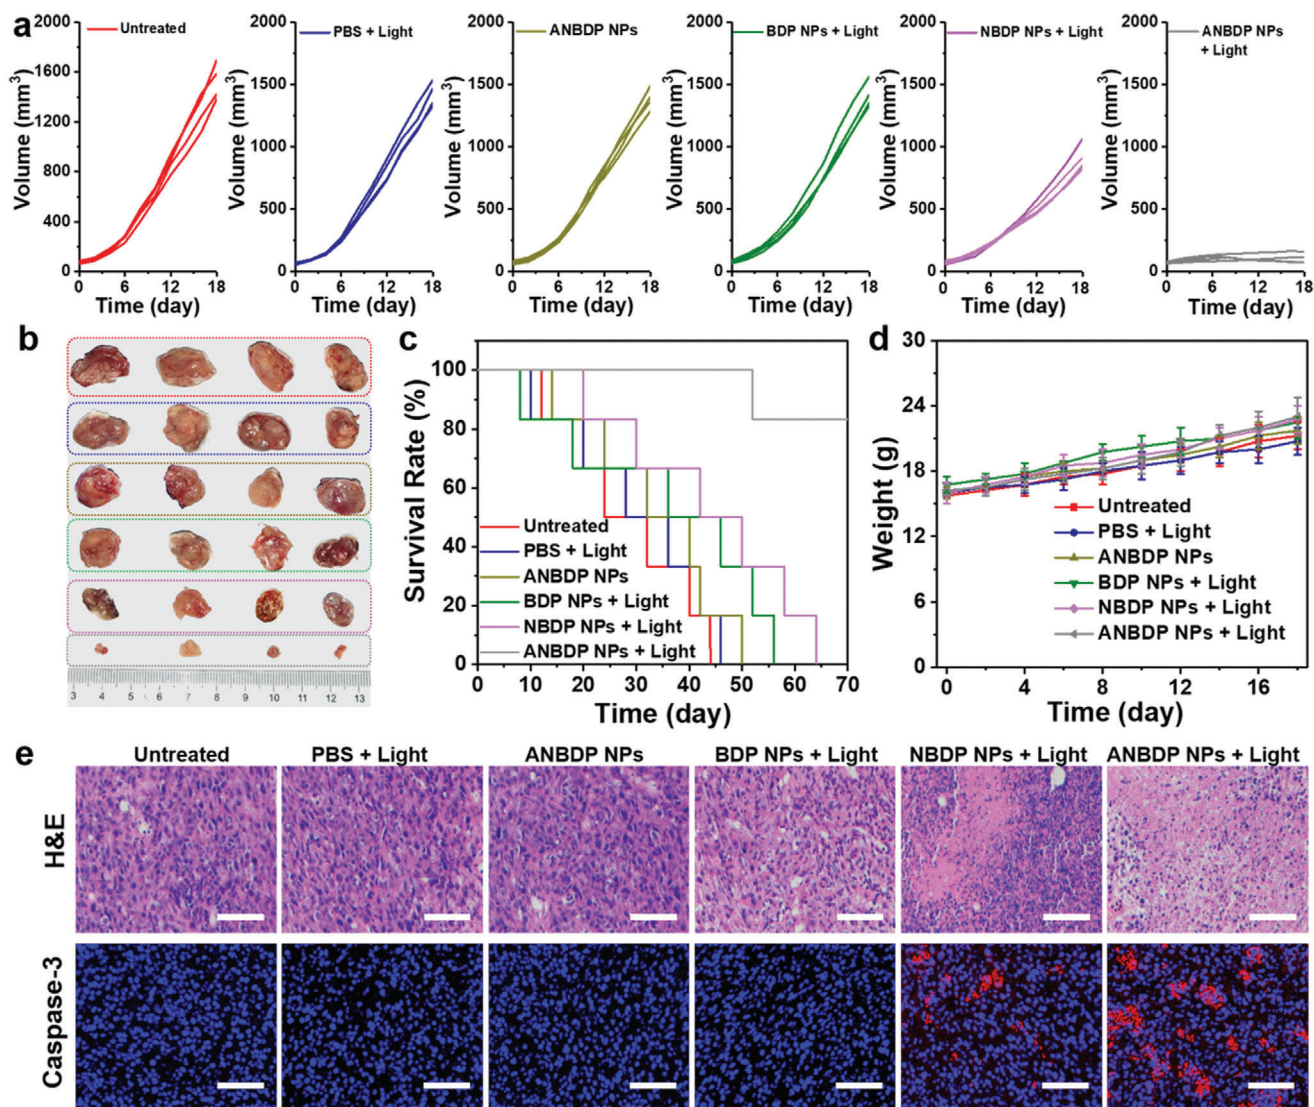 a
Untreated
Volume (mm³)
2000
1600
1200
800
400
0
0 6 12 18
Time (day)
PBS + Light
Volume (mm³)
2000
1500
1000
500
0
0 6 12 18
Time (day)
ANBDP NPs
Volume (mm³)
2000
1500
1000
500
0
0 6 12 18
Time (day)
BDP NPs + Light
Volume (mm³)
2000
1500
1000
500
0
0 6 12 18
Time (day)
NBDP NPs + Light
Volume (mm³)
2000
1500
1000
500
0
0 6 12 18
Time (day)
ANBDP NPs
+ Light
Volume (mm³)
2000
1500
1000
500
0
0 6 12 18
Time (day)
b
3 4 5 6 7 8 9 10 11 12 13
c
Survival Rate (%)
100
80
60
40
20
0
Untreated
PBS + Light
ANBDP NPs
BDP NPs + Light
NBDP NPs + Light
ANBDP NPs + Light
0 10 20 30 40 50 60 70
Time (day)
d
Weight (g)
30
24
18
12
6
0
Untreated
PBS + Light
ANBDP NPs
BDP NPs + Light
NBDP NPs + Light
ANBDP NPs + Light
0 4 8 12 16
Time (day)
e
Untreated PBS + Light ANBDP NPs BDP NPs + Light NBDP NPs + Light ANBDP NPs + Light
H&E
Caspase-3